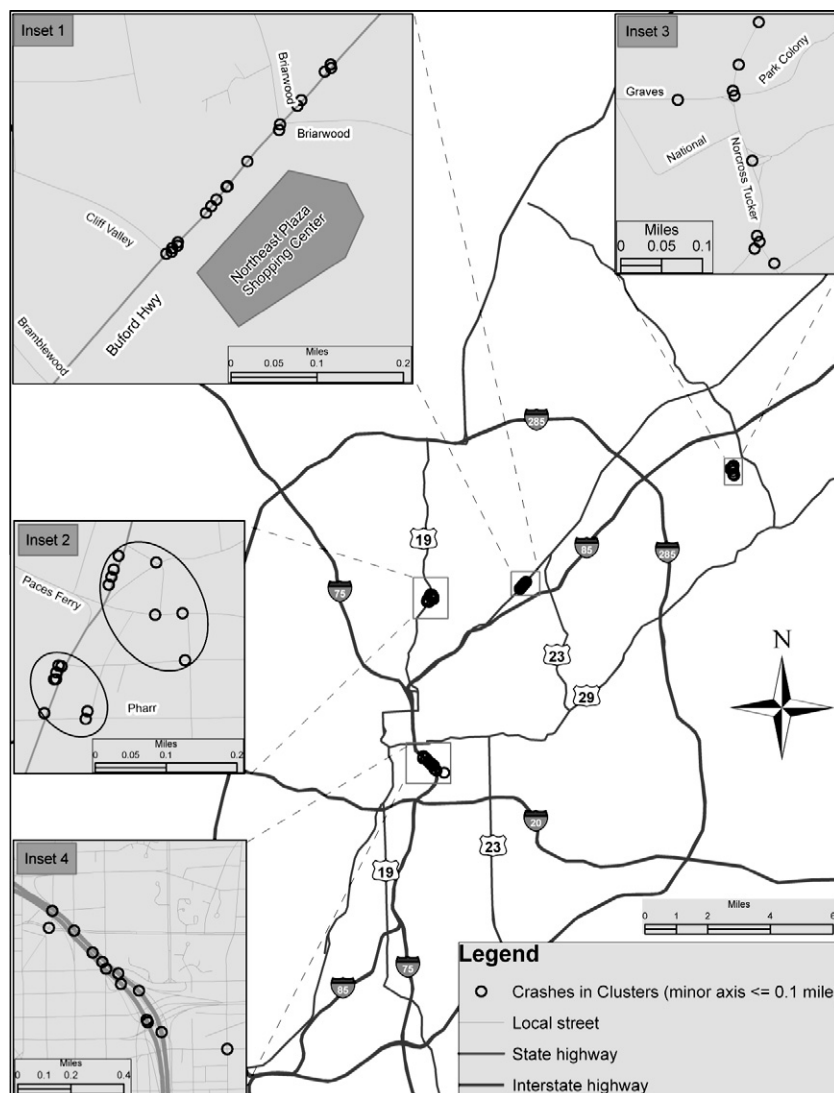 Inset 1
Briarwood
Briarwood
Cliff Valley
Northeast Plaza
Shopping Center
Buford Hwy
Bramblewood
Miles
0 0.05 0.1 0.2
Inset 3
Park Colony
Graves
National
Norcross Tucker
Miles
0 0.05 0.1
285
19
85
285
75
Inset 2
Paces Ferry
Pharr
Miles
0 0.05 0.1 0.2
23
29
N
20
19
23
75
85
Inset 4
Miles
0 0.1 0.2 0.4
Miles
0 1 2 4 6
Legend
Crashes in Clusters (minor axis <= 0.1 mile
Local street
State highway
Interstate highway